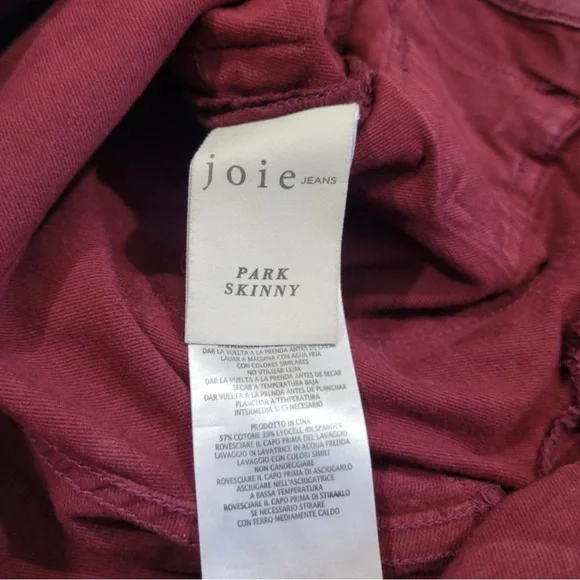 joie JEANS
PARK
SKINNY
DAR LA VUELTA A LA PRENDA ANTES DE
LAVAR A MAQUINA CON AGUA FRIA
CON COLORES SIMILARES
NO UTILIZAR LEJIA
DAR LA VUELTA A LA PRENDA ANTES DE SECAR
SECAR A TEMPERATURA BAJA
DAR LA VUELTA A LA PRENDA ANTES DE PLANCHAR
PLANCHAR A TEMPERATURA
INTERMEDIA SI ES NECESARIO
PRODOTTO IN CINA
57% COTONE 39% LYOCELL 4% SPANDEX
ROVESCIARE IL CAPO PRIMA DEL LAVAGGIO
LAVAGGIO IN LAVATRICE IN ACQUA FREDDA
LAVAGGIO CON COLORI SIMILI
NON CANDEGGIARE
ROVESCIARE IL CAPO PRIMA DI ASCIUGARLO
ASCIUGARE NELL'ASCIUGATRICE
A BASSA TEMPERATURA
ROVESCIARE IL CAPO PRIMA DI STIRARLO
SE NECESSARIO STIRARE
CON FERRO MEDIAMENTE CALDO